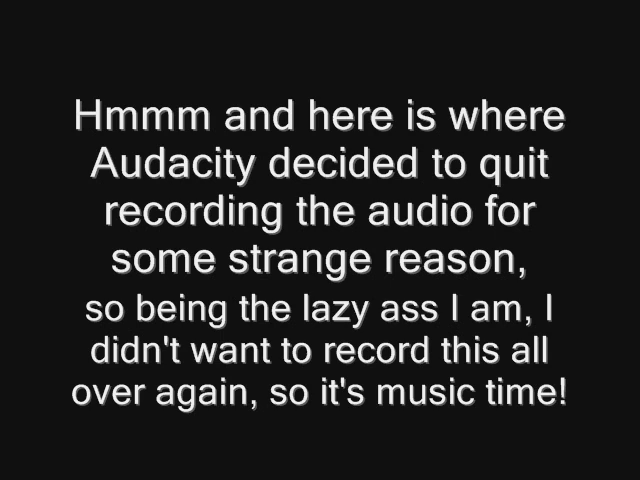 Hmmm and here is where
Audacity decided to quit
recording the audio for
some strange reason,
so being the lazy ass I am, I
didn't want to record this all
over again, so it's music time!